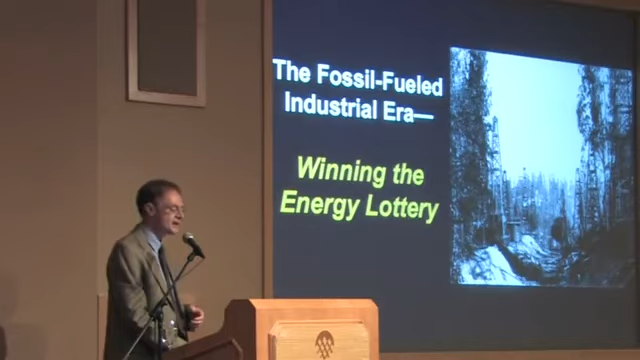 The Fossil-Fueled
Industrial Era—
Winning the
Energy Lottery